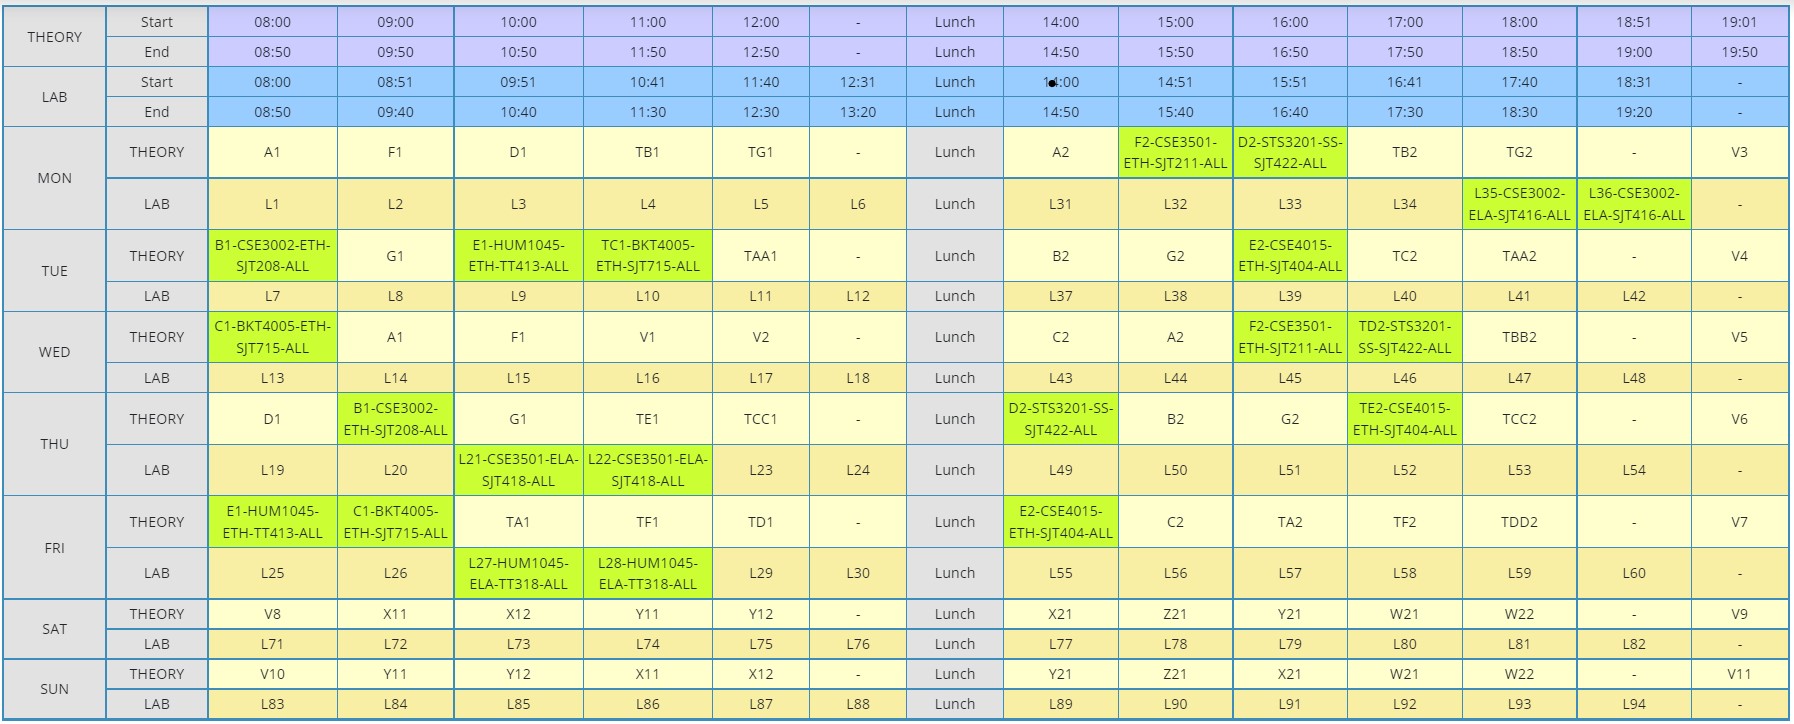 THEORY Start 08:00 09:00 10:00 11:00 12:00 - Lunch 14:00 15:00 16:00 17:00 18:00 18:51 19:01
End 08:50 09:50 10:50 11:50 12:50 - Lunch 14:50 15:50 16:50 17:50 18:50 19:00 19:50
LAB Start 08:00 08:51 09:51 10:41 11:40 12:31 Lunch 14:00 14:51 15:51 16:41 17:40 18:31 -
End 08:50 09:40 10:40 11:30 12:30 13:20 Lunch 14:50 15:40 16:40 17:30 18:30 19:20 -
MON THEORY A1 F1 D1 TB1 TG1 - Lunch A2 F2-CSE3501-ETH-SJT211-ALL D2-STS3201-SS-SJT422-ALL TB2 TG2 - V3
LAB L1 L2 L3 L4 L5 L6 Lunch L31 L32 L33 L34 L35-CSE3002-ELA-SJT416-ALL L36-CSE3002-ELA-SJT416-ALL -
TUE THEORY B1-CSE3002-ETH-SJT208-ALL G1 E1-HUM1045-ETH-TT413-ALL TC1-BKT4005-ETH-SJT715-ALL TAA1 - Lunch B2 G2 E2-CSE4015-ETH-SJT404-ALL TC2 TAA2 - V4
LAB L7 L8 L9 L10 L11 L12 Lunch L37 L38 L39 L40 L41 L42 -
WED THEORY C1-BKT4005-ETH-SJT715-ALL A1 F1 V1 V2 - Lunch C2 A2 F2-CSE3501-ETH-SJT211-ALL TD2-STS3201-SS-SJT422-ALL TBB2 - V5
LAB L13 L14 L15 L16 L17 L18 Lunch L43 L44 L45 L46 L47 L48 -
THU THEORY D1 B1-CSE3002-ETH-SJT208-ALL G1 TE1 TCC1 - Lunch D2-STS3201-SS-SJT422-ALL B2 G2 TE2-CSE4015-ETH-SJT404-ALL TCC2 - V6
LAB L19 L20 L21-CSE3501-ELA-SJT418-ALL L22-CSE3501-ELA-SJT418-ALL L23 L24 Lunch L49 L50 L51 L52 L53 L54 -
FRI THEORY E1-HUM1045-ETH-TT413-ALL C1-BKT4005-ETH-SJT715-ALL TA1 TF1 TD1 - Lunch E2-CSE4015-ETH-SJT404-ALL C2 TA2 TF2 TDD2 - V7
LAB L25 L26 L27-HUM1045-ELA-TT318-ALL L28-HUM1045-ELA-TT318-ALL L29 L30 Lunch L55 L56 L57 L58 L59 L60 -
SAT THEORY V8 X11 X12 Y11 Y12 - Lunch X21 Z21 Y21 W21 W22 - V9
LAB L71 L72 L73 L74 L75 L76 Lunch L77 L78 L79 L80 L81 L82 -
SUN THEORY V10 Y11 Y12 X11 X12 - Lunch Y21 Z21 X21 W21 W22 - V11
LAB L83 L84 L85 L86 L87 L88 Lunch L89 L90 L91 L92 L93 L94 -